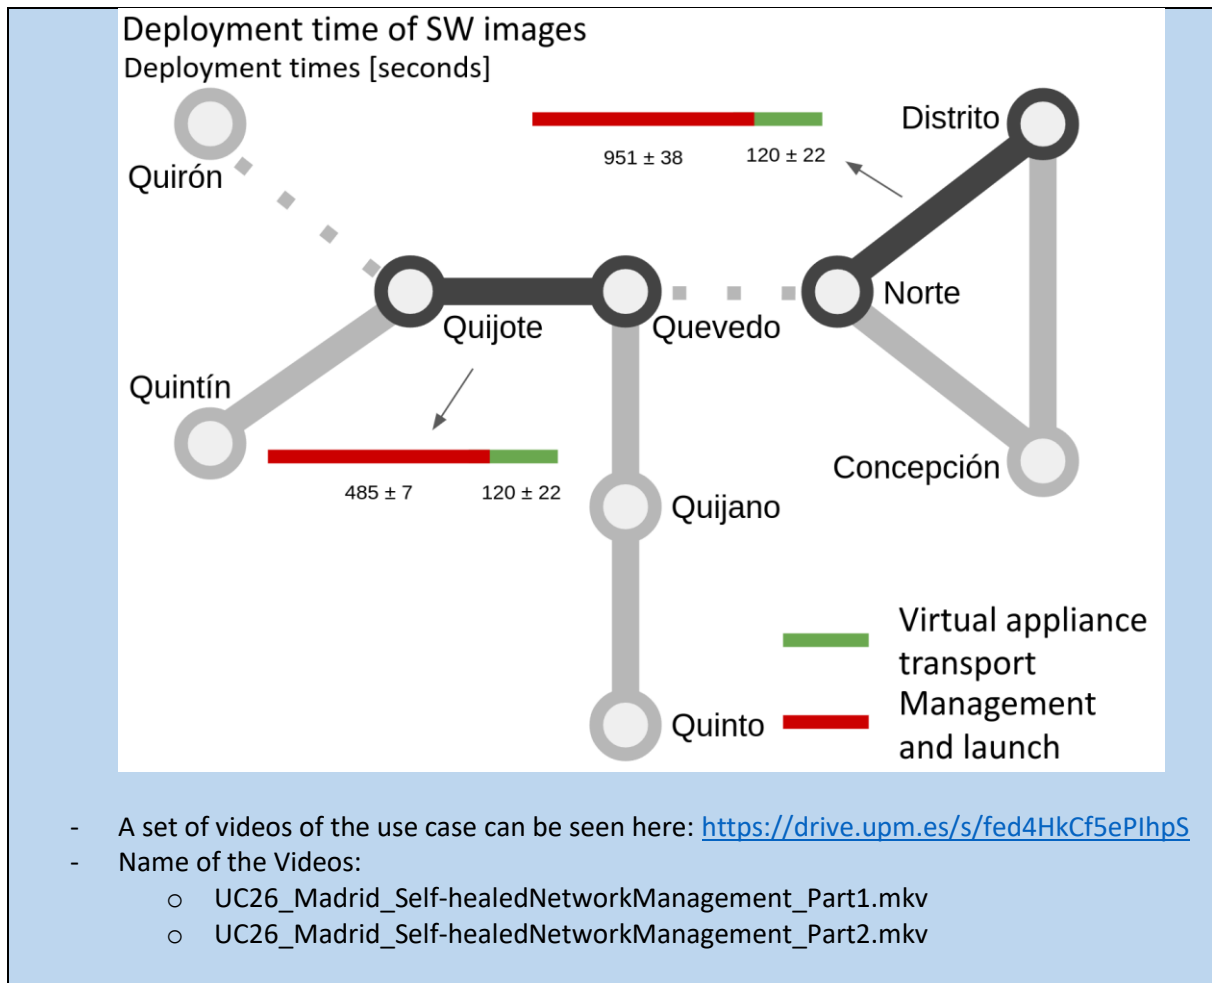 Deployment time of SW images
Deployment times [seconds]
Distrito
951 ± 38
120 ± 22
Quirón
Norte
Quijote
Quevedo
Quintín
Concepción
485 ± 7
120 ± 22
Quijano
Virtual appliance
transport
Management
and launch
Quinto
- A set of videos of the use case can be seen here: https://drive.upm.es/s/fed4HkCf5ePIhpS
- Name of the Videos:
o UC26_Madrid_Self-healedNetworkManagement_Part1.mkv
o UC26_Madrid_Self-healedNetworkManagement_Part2.mkv